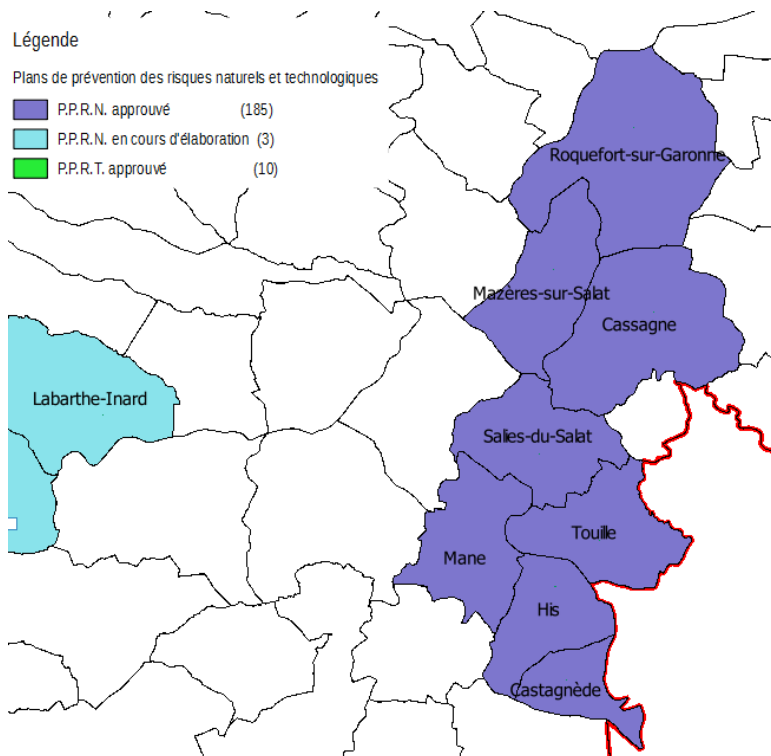 Légende
Plans de prévention des risques naturels et technologiques
P.P.R.N. approuvé (185)
P.P.R.N. en cours d'élaboration (3)
P.P.R.T. approuvé (10)
Roquefort-sur-Garonne
Mazères-sur-Salat
Cassagne
Labarthe-Inard
Salies-du-Salat
Touille
Mane
His
Castagnède